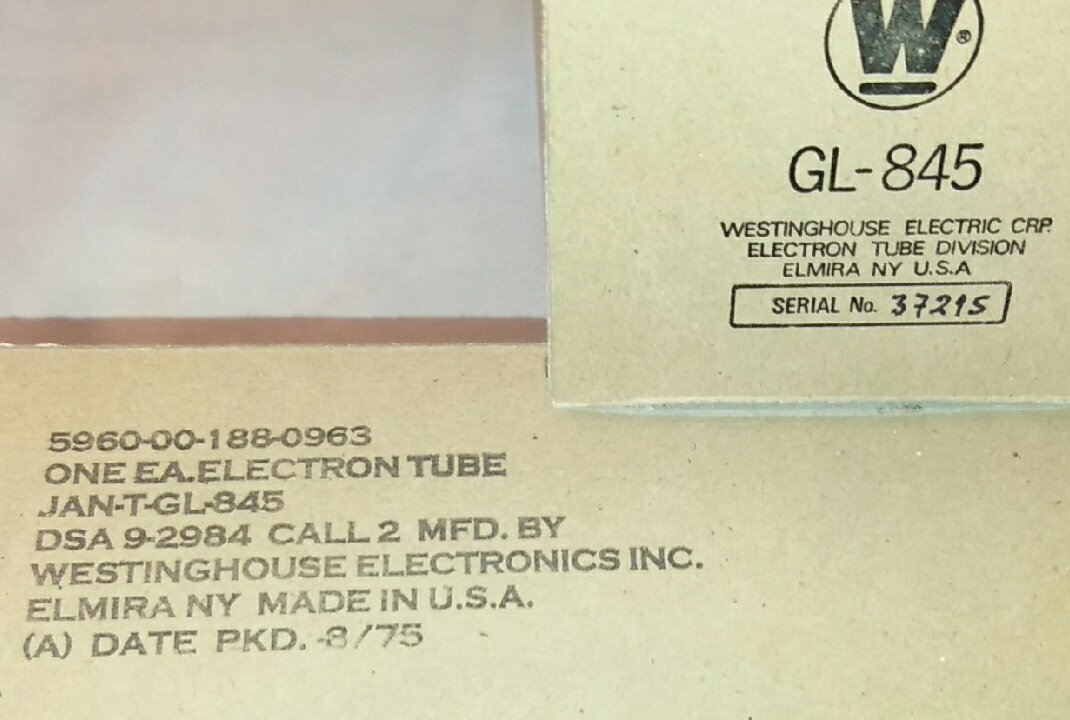 W®
GL-845
WESTINGHOUSE ELECTRIC CRP.
ELECTRON TUBE DIVISION
ELMIRA NY U.S.A
SERIAL No. 37215
5960-00-188-0963
ONE EA.ELECTRON TUBE
JAN-T-GL-845
DSA 9-2984 CALL 2 MFD. BY
WESTINGHOUSE ELECTRONICS INC.
ELMIRA NY MADE IN U.S.A.
(A) DATE PKD. -8/75